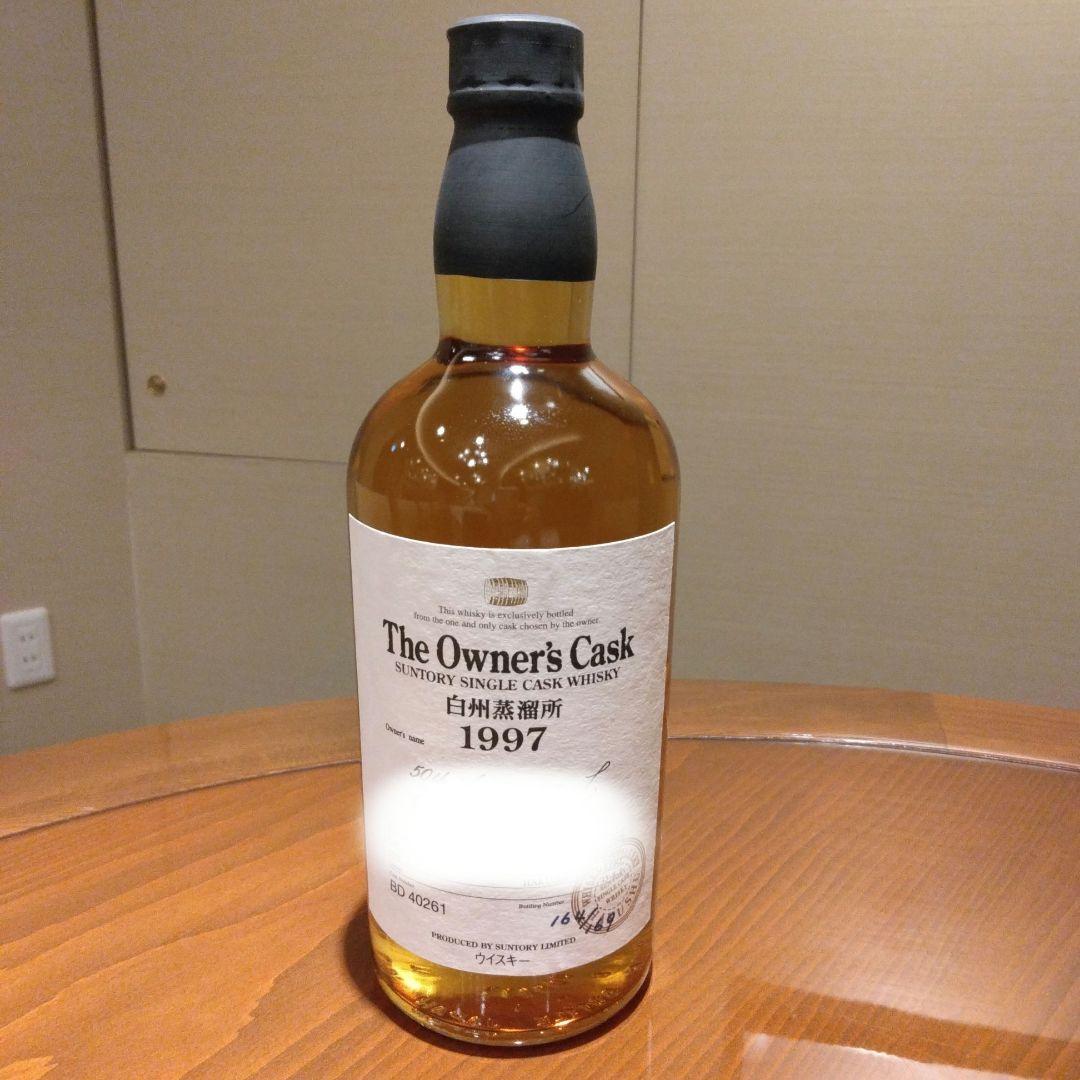 This whisky is exclusively bottled
from the one and only cask chosen by the owner.
The Owner's Cask
SUNTORY SINGLE CASK WHISKY
白州蒸溜所
Owner's name
1997
BD 40261
Bottling Number
PRODUCED BY SUNTORY LIMITED
ウイスキー